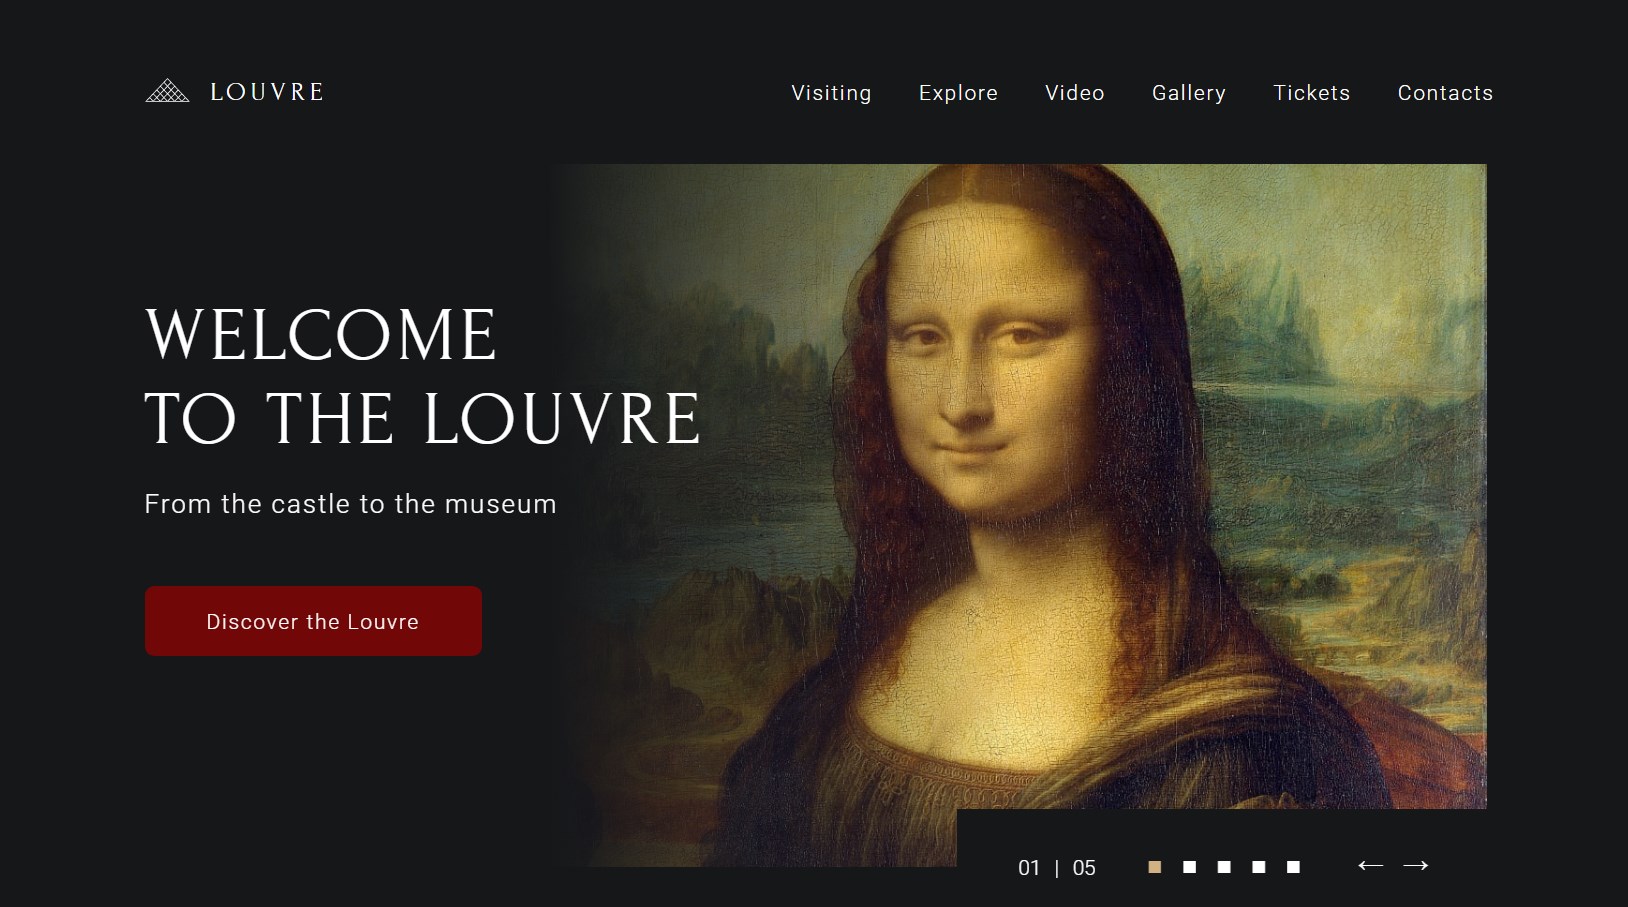 LOUVRE
Visiting Explore Video Gallery Tickets Contacts
WELCOME
TO THE LOUVRE
From the castle to the museum
Discover the Louvre
01 | 05